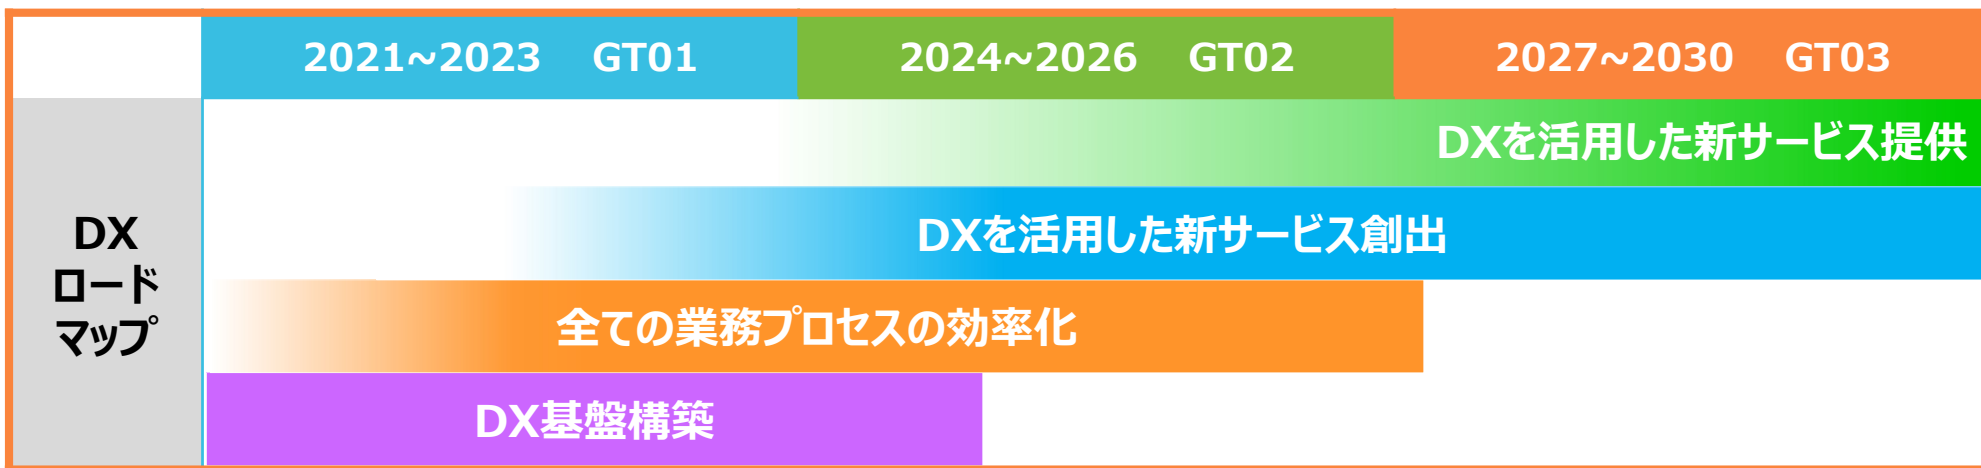 2021~2023 GT01
2024~2026 GT02
2027~2030 GT03
DX
ロード
マップ
DXを活用した新サービス提供
DXを活用した新サービス創出
全ての業務プロセスの効率化
DX基盤構築